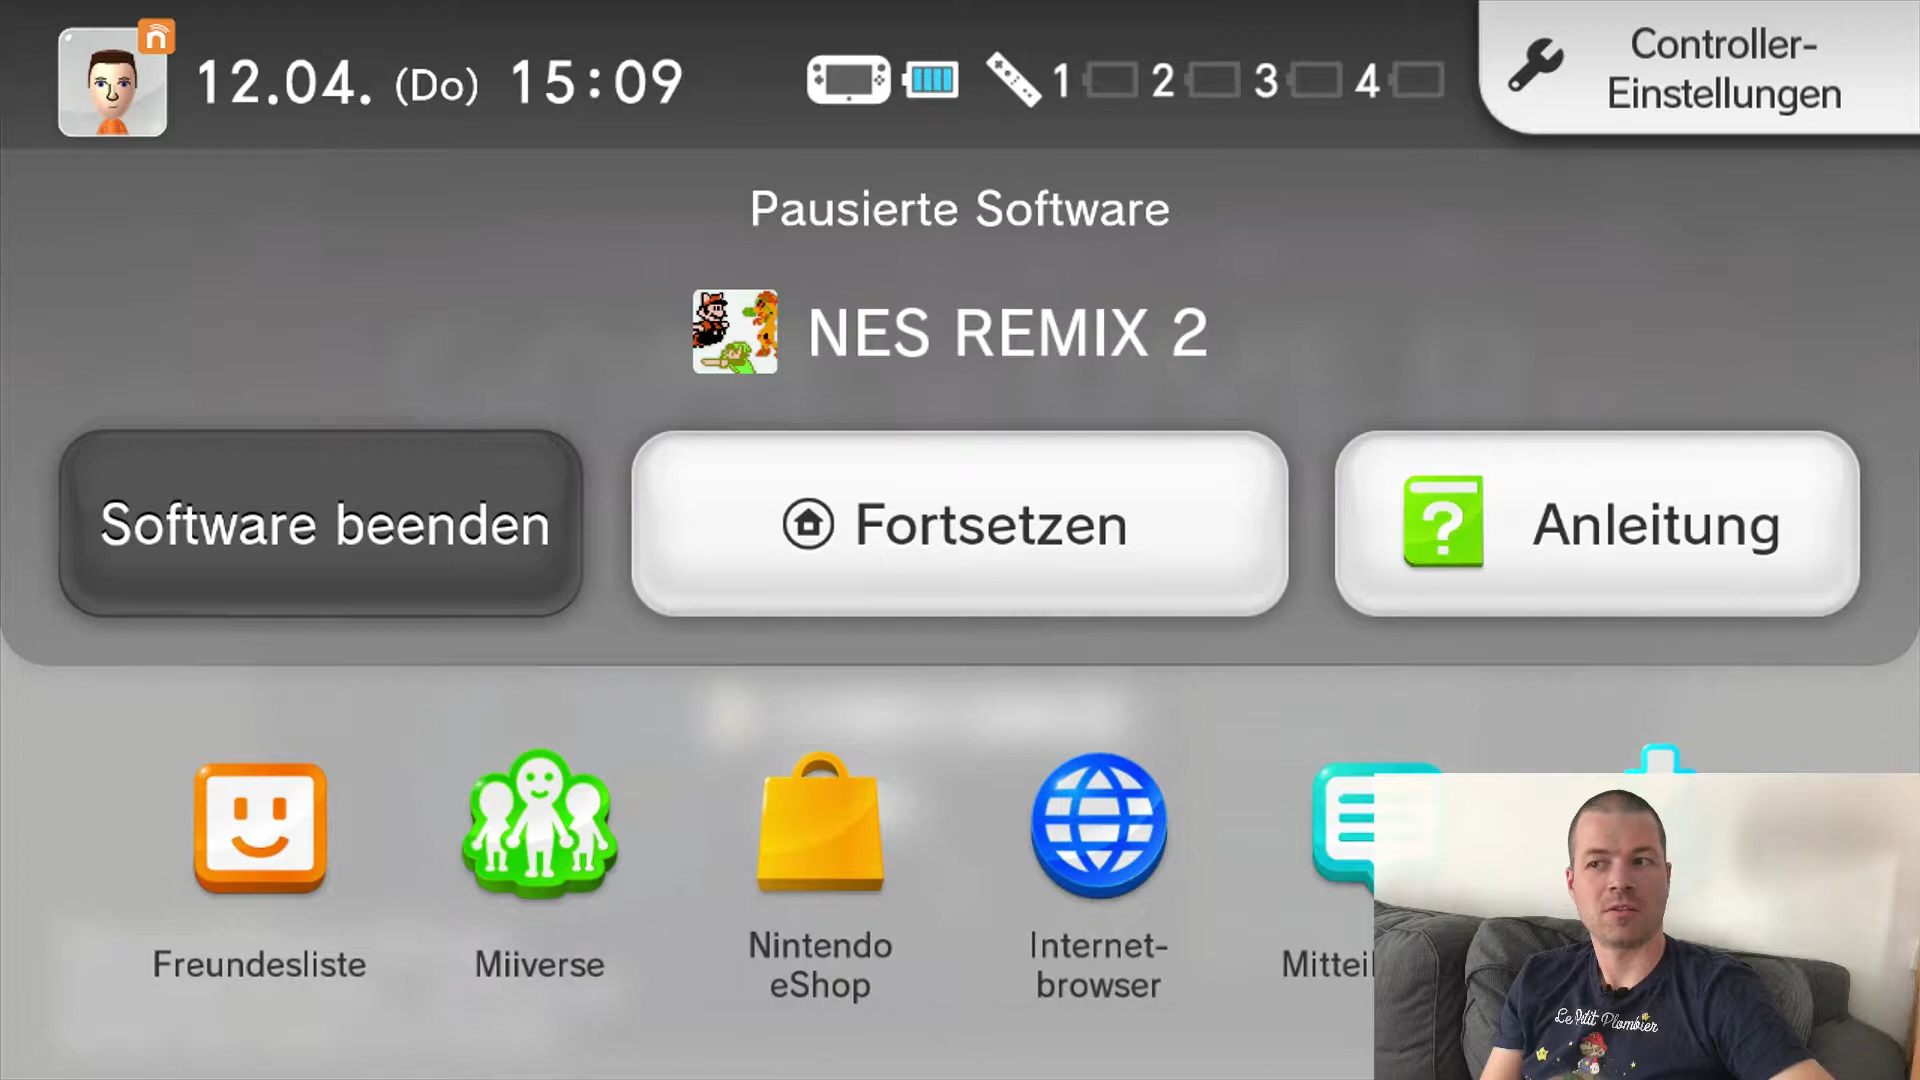 12.04. (Do) 15:09
1 2 3 4
Controller-
Einstellungen
Pausierte Software
NES REMIX 2
Software beenden
Fortsetzen
? Anleitung
Freundesliste
Miiverse
Nintendo
eShop
Internet-
browser
Mitteil
Le Petit Plombier